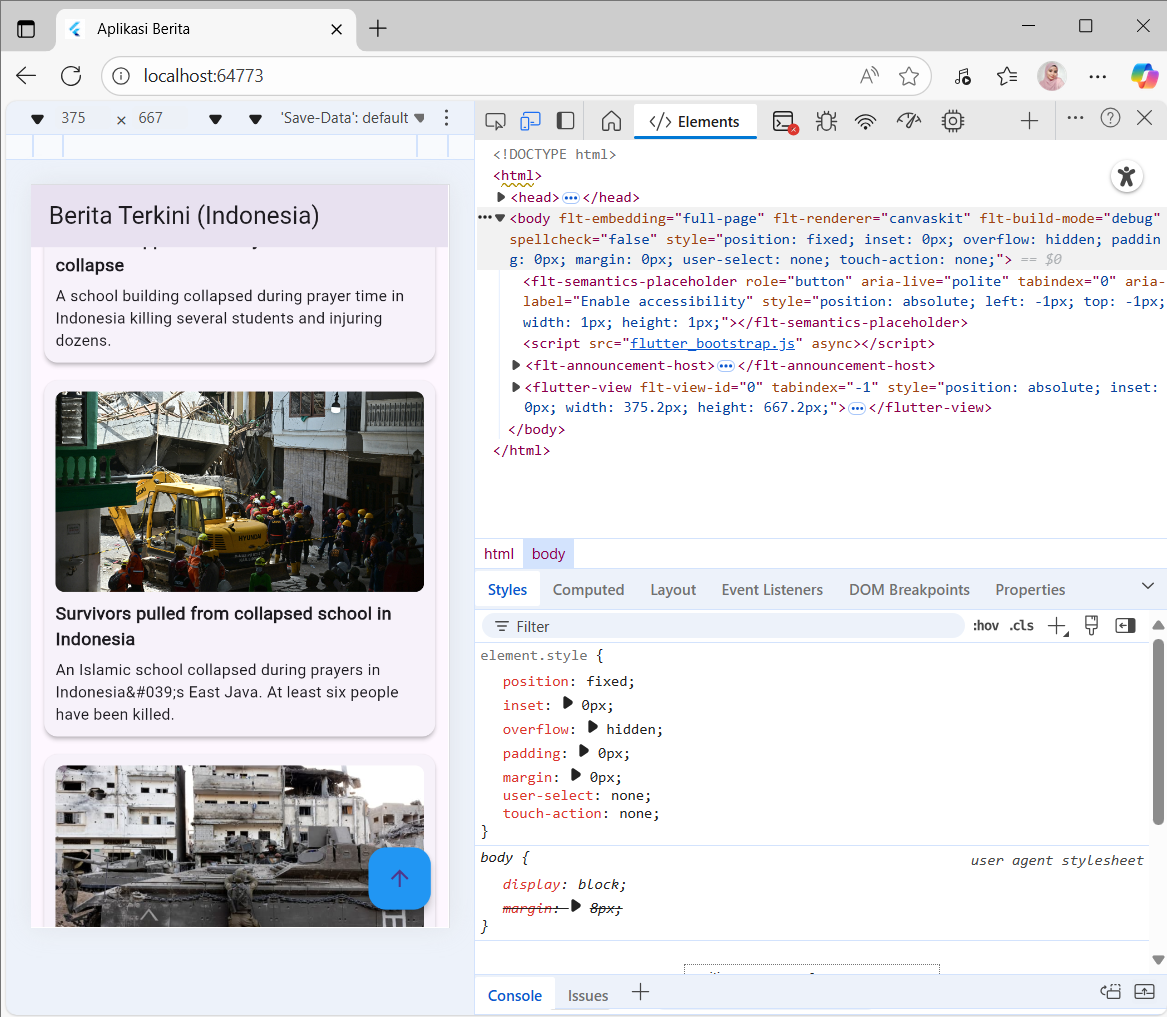 Aplikasi Berita
localhost:64773
375 × 667 'Save-Data': default
Elements
Berita Terkini (Indonesia)
collapse
A school building collapsed during prayer time in
Indonesia killing several students and injuring
dozens.
HYUNDAI
Survivors pulled from collapsed school in
Indonesia
An Islamic school collapsed during prayers in
Indonesia&#039;s East Java. At least six people
have been killed.
<!DOCTYPE html>
<html>
<head>…</head>
<body flt-embedding="full-page" flt-renderer="canvaskit" flt-build-mode="debug"
spellcheck="false" style="position: fixed; inset: 0px; overflow: hidden; paddin
g: 0px; margin: 0px; user-select: none; touch-action: none;"> == $0
<flt-semantics-placeholder role="button" aria-live="polite" tabindex="0" aria-
label="Enable accessibility" style="position: absolute; left: -1px; top: -1px;
width: 1px; height: 1px;"></flt-semantics-placeholder>
<script src="flutter_bootstrap.js" async></script>
<flt-announcement-host>…</flt-announcement-host>
<flutter-view flt-view-id="0" tabindex="-1" style="position: absolute; inset:
0px; width: 375.2px; height: 667.2px;">…</flutter-view>
</body>
</html>
html body
Styles Computed Layout Event Listeners DOM Breakpoints Properties
Filter :hov .cls
element.style {
position: fixed;
inset: 0px;
overflow: hidden;
padding: 0px;
margin: 0px;
user-select: none;
touch-action: none;
}
body { user agent stylesheet
display: block;
margin: 8px;
}
Console Issues